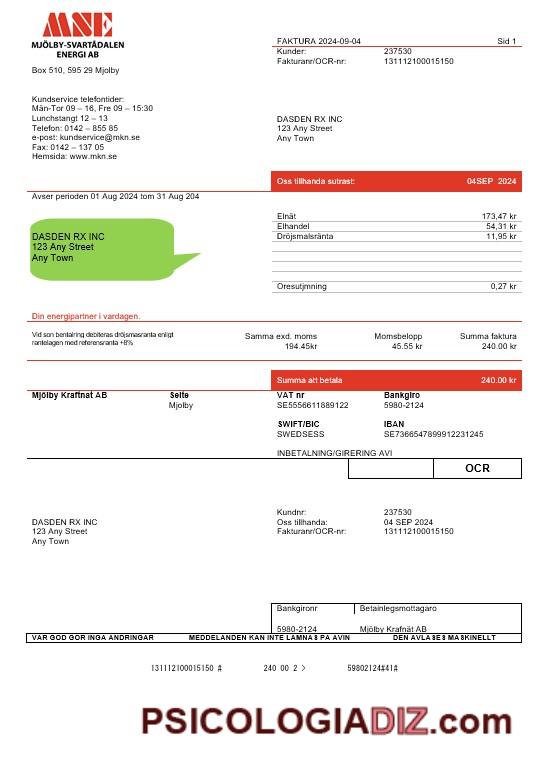 MSE
MJÖLBY-SVARTÅDALEN
ENERGI AB
Box 510, 595 29 Mjolby
FAKTURA 2024-09-04 Sid 1
Kunder: 237530
Fakturanr/OCR-nr: 131112100015150
Kundservice telefontider:
Män-Tor 09 – 16, Fre 09 – 15:30
Lunchstangt 12 – 13
Telefon: 0142 – 855 85
e-post: kundservice@mkn.se
Fax: 0142 – 137 05
Hemsida: www.mkn.se
DASDEN RX INC
123 Any Street
Any Town
Oss tillhanda sutrast: 04SEP 2024
Avser perioden 01 Aug 2024 tom 31 Aug 204
DASDEN RX INC
123 Any Street
Any Town
Elnät 173,47 kr
Elhandel 54,31 kr
Dröjsmalsränta 11,95 kr
Oresutjmning 0,27 kr
Din energipartner i vardagen.
Vid son bentalring debiteras dröjsmasranta enligt
rantelagen med referensranta +8%
Samma exd. moms Momsbelopp Summa faktura
194.45kr 45.55 kr 240.00 kr
Summa att betala 240.00 kr
Mjölby Kraftnat AB Seite VAT nr Bankgiro
Mjolby SE5556611889122 5980-2124
SWIFT/BIC IBAN
SWEDSESS SE7366547899912231245
INBETALNING/GIRERING AVI
OCR
Kundnr: 237530
Oss tillhanda: 04 SEP 2024
Fakturanr/OCR-nr: 131112100015150
DASDEN RX INC
123 Any Street
Any Town
Bankgironr Betainlegsmottagaro
5980-2124 Mjölby Krafnät AB
VAR GOD GOR INGA ANDRINGAR MEDDELANDEN KAN INTE LAMNAS PA AVIN DEN AVLASES MASKINELLT
131112100015150 # 240 00 2 > 59802124#41#
PSICOLOGIADIZ.com